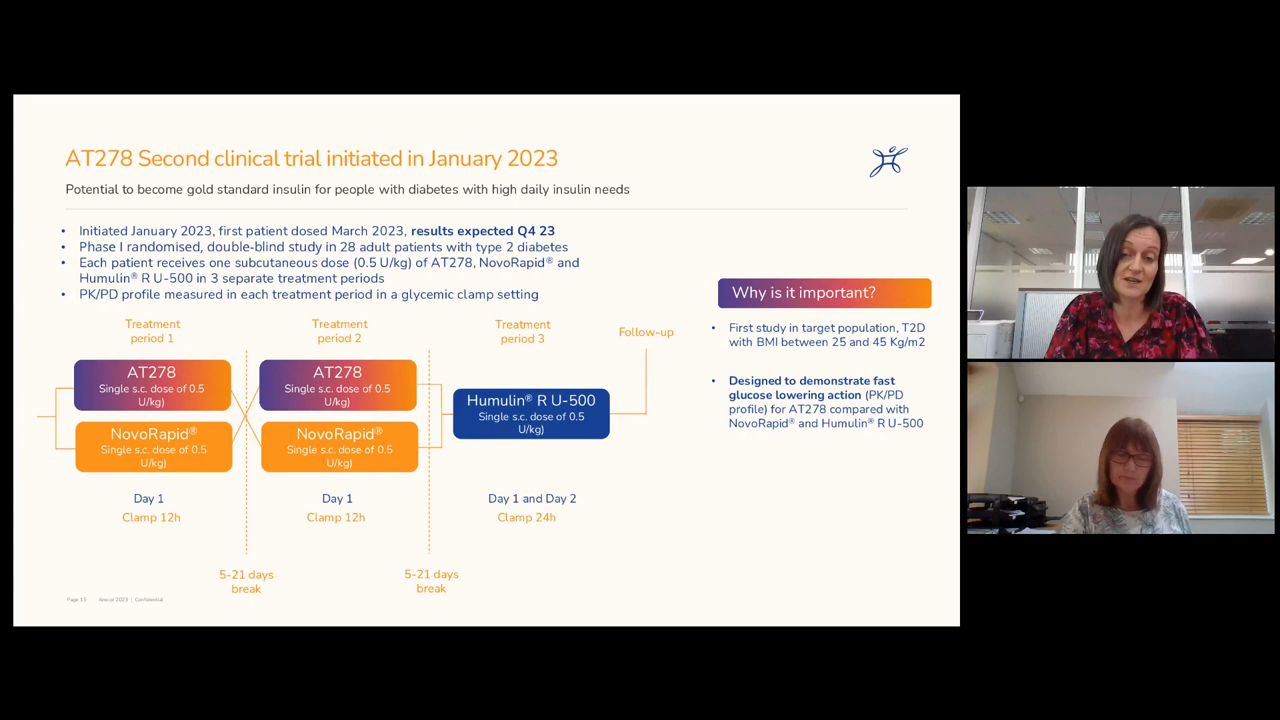 AT278 Second clinical trial initiated in January 2023
Potential to become gold standard insulin for people with diabetes with high daily insulin needs
• Initiated January 2023, first patient dosed March 2023, results expected Q4 23
• Phase I randomised, double-blind study in 28 adult patients with type 2 diabetes
• Each patient receives one subcutaneous dose (0.5 U/kg) of AT278, NovoRapid® and
Humulin® R U-500 in 3 separate treatment periods
• PK/PD profile measured in each treatment period in a glycemic clamp setting
Treatment
period 1
Treatment
period 2
Treatment
period 3
Follow-up
AT278
Single s.c. dose of 0.5
U/kg)
AT278
Single s.c. dose of 0.5
U/kg)
NovoRapid®
Single s.c. dose of 0.5
U/kg)
NovoRapid®
Single s.c. dose of 0.5
U/kg)
Humulin® R U-500
Single s.c. dose of 0.5
U/kg)
Day 1
Day 1
Day 1 and Day 2
Clamp 12h
Clamp 12h
Clamp 24h
5-21 days
break
5-21 days
break
Why is it important?
• First study in target population, T2D
with BMI between 25 and 45 Kg/m2
• Designed to demonstrate fast
glucose lowering action (PK/PD
profile) for AT278 compared with
NovoRapid® and Humulin® R U-500
Page 15 Arecor 2023 | Confidential